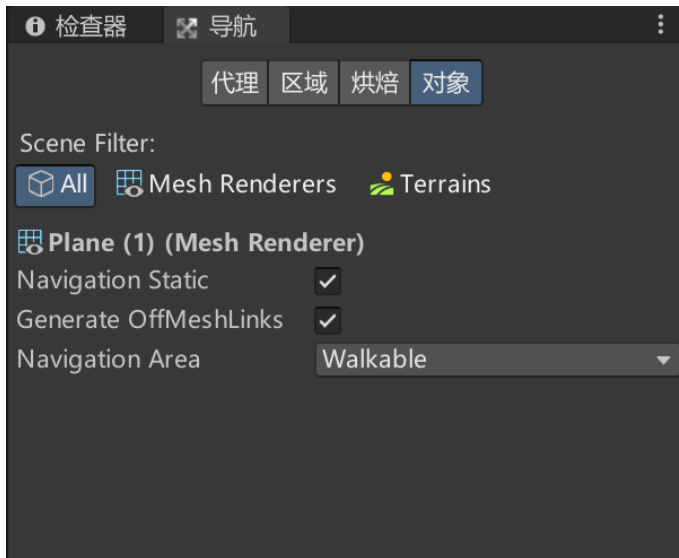 检查器 导航
代理 区域 烘焙 对象
Scene Filter:
All Mesh Renderers Terrains
Plane (1) (Mesh Renderer)
Navigation Static
Generate OffMeshLinks
Navigation Area Walkable